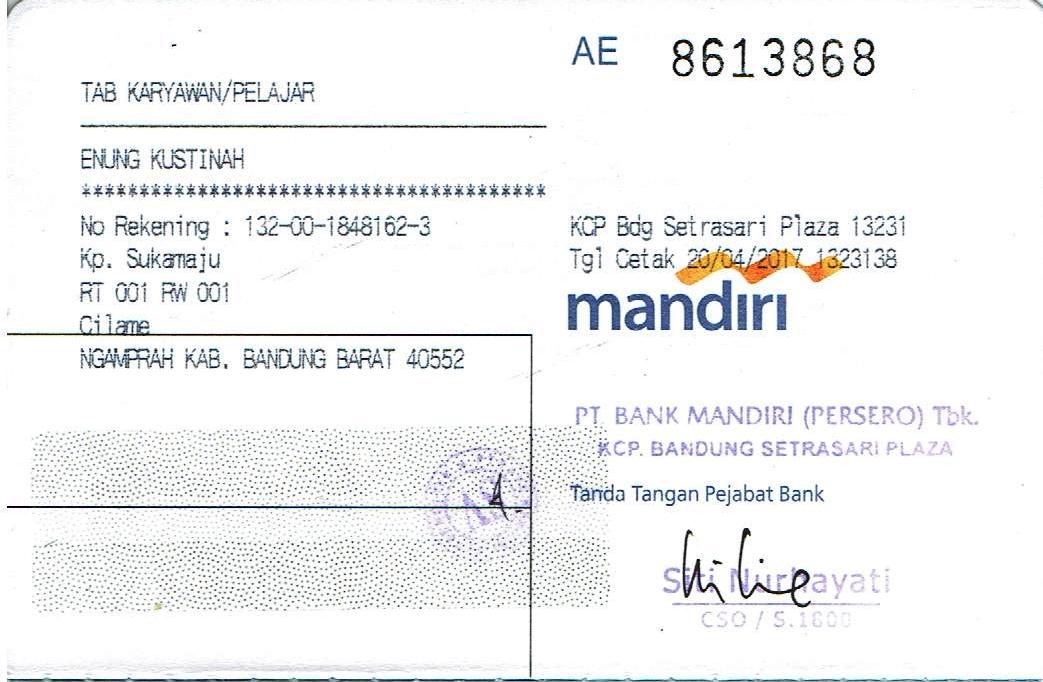 AE 8613868
TAB KARYAWAN/PELAJAR
ENUNG KUSTINAH
****************************************
No Rekening : 132-00-1848162-3
Kp. Sukamaju
RT 001 RW 001
Cilame
NGAMPRAH KAB. BANDUNG BARAT 40552
KCP Bdg Setrasari Plaza 13231
Tgl Cetak 20/04/2017 1323138
mandiri
PT. BANK MANDIRI (PERSERO) Tbk.
KCP. BANDUNG SETRASARI PLAZA
Tanda Tangan Pejabat Bank
Siti Nurhayati
CSO / S.1800